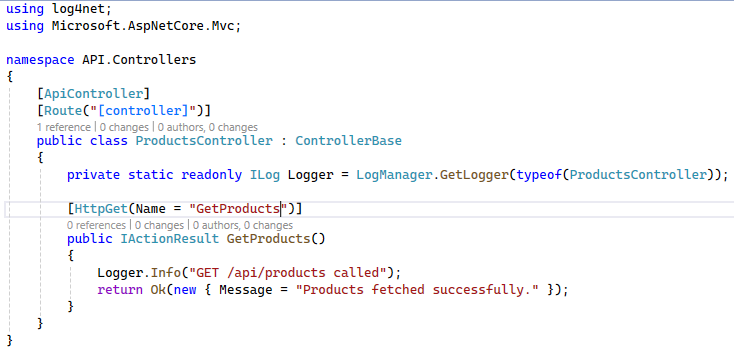 using log4net;
using Microsoft.AspNetCore.Mvc;
namespace API.Controllers
{
[ApiController]
[Route("[controller]")]
1 reference | 0 changes | 0 authors, 0 changes
public class ProductsController : ControllerBase
{
private static readonly ILog Logger = LogManager.GetLogger(typeof(ProductsController));
[HttpGet(Name = "GetProducts")]
0 references | 0 changes | 0 authors, 0 changes
public IActionResult GetProducts()
{
Logger.Info("GET /api/products called");
return Ok(new { Message = "Products fetched successfully." });
}
}
}